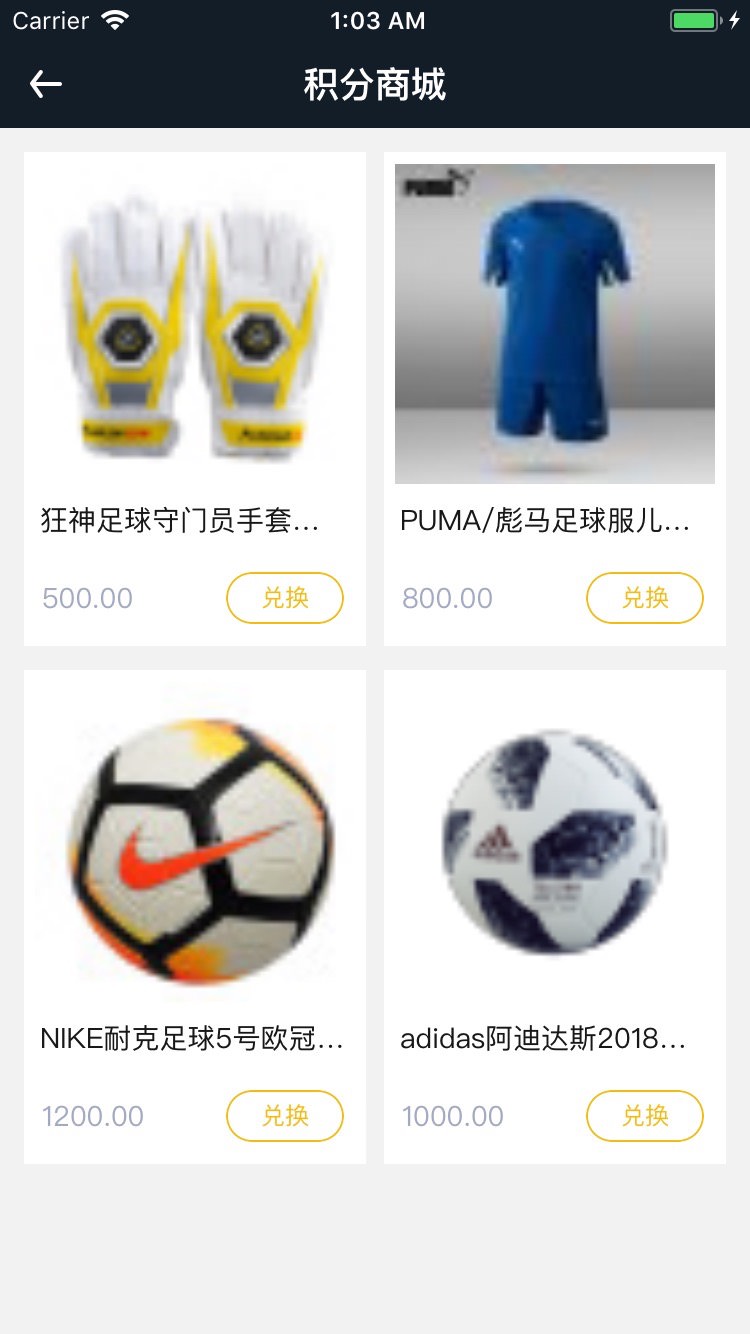 Carrier 1:03 AM
积分商城
PUMA
狂神足球守门员手套...
PUMA/彪马足球服儿...
500.00 兑换
800.00 兑换
NIKE耐克足球5号欧冠...
adidas阿迪达斯2018...
1200.00 兑换
1000.00 兑换